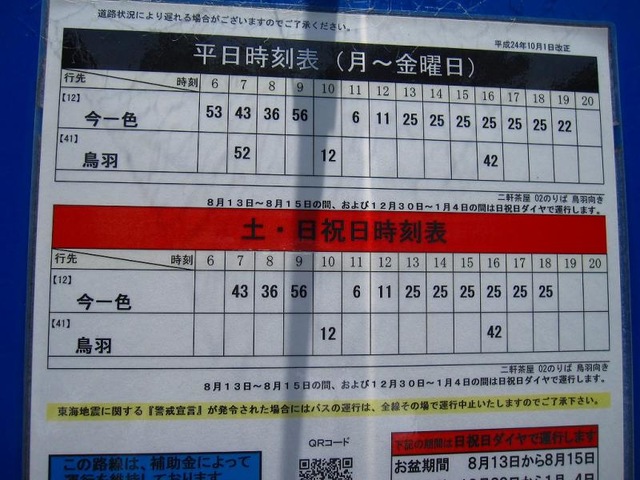 道路状況により遅れる場合がございますのでご了承ください。
平成24年10月1日改正
平日時刻表（月～金曜日）
行先 時刻 6 7 8 9 10 11 12 13 14 15 16 17 18 19 20
【12】
今一色 53 43 36 56 6 11 25 25 25 25 25 25 22
【41】
鳥羽 52 12 42
二軒茶屋 02のりば 鳥羽向き
8月13日～8月15日の間、および12月30日～1月4日の間は日祝日ダイヤで運行します。
土・日祝日時刻表
行先 時刻 6 7 8 9 10 11 12 13 14 15 16 17 18 19 20
【12】
今一色 43 36 56 6 11 25 25 25 25 25 25
【41】
鳥羽 12 42
二軒茶屋 02のりば 鳥羽向き
8月13日～8月15日の間、および12月30日～1月4日の間は日祝日ダイヤで運行します。
東海地震に関する『警戒宣言』が発令された場合にはバスの運行は、全線その場で運行中止いたしますのでご了承下さい。
QRコード
この路線は、補助金によって
運行を維持しております。
下記の期間は日祝日ダイヤで運行します
お盆期間 8月13日から8月15日